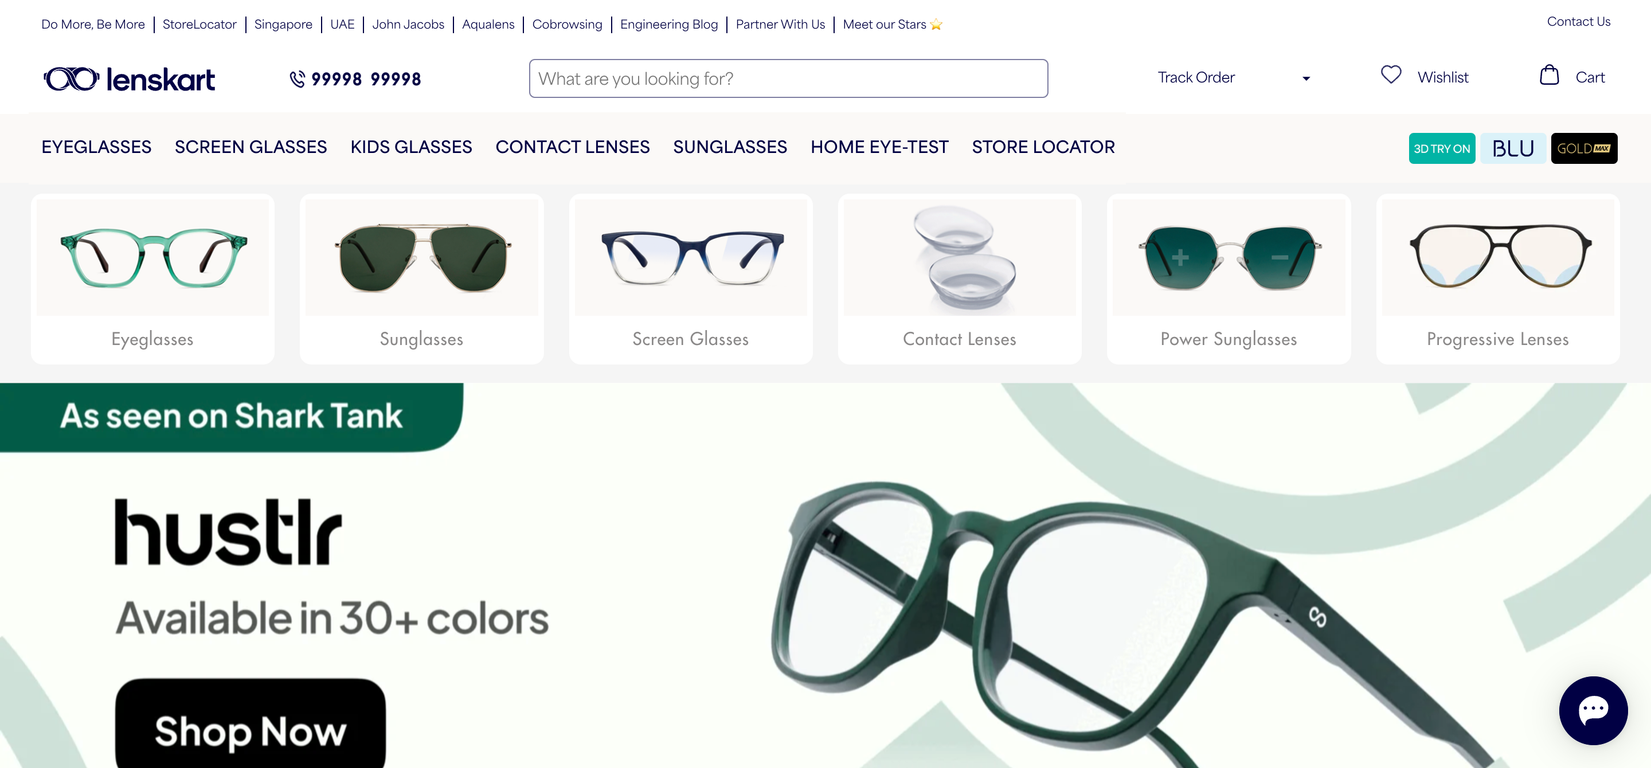 Do More, Be More | StoreLocator | Singapore | UAE | John Jacobs | Aqualens | Cobrowsing | Engineering Blog | Partner With Us | Meet our Stars ⭐ Contact Us
lenskart 99998 99998 What are you looking for? Track Order Wishlist Cart
EYEGLASSES SCREEN GLASSES KIDS GLASSES CONTACT LENSES SUNGLASSES HOME EYE-TEST STORE LOCATOR 3D TRY ON BLU GOLD MAX
Eyeglasses Sunglasses Screen Glasses Contact Lenses Power Sunglasses Progressive Lenses
As seen on Shark Tank
hustlr
Available in 30+ colors
Shop Now